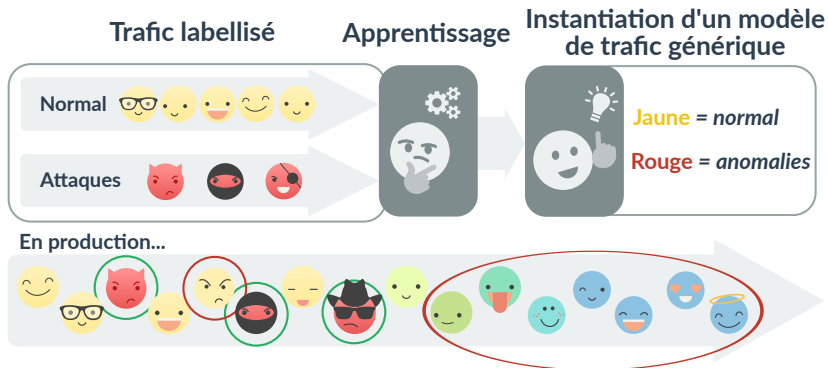 Trafic labellisé
Apprentissage
Instantiation d'un modèle
de trafic générique
Normal
Attaques
Jaune = normal
Rouge = anomalies
En production...